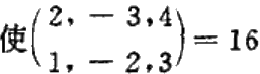 2, − 3,4
使( ) = 16
1, − 2,3